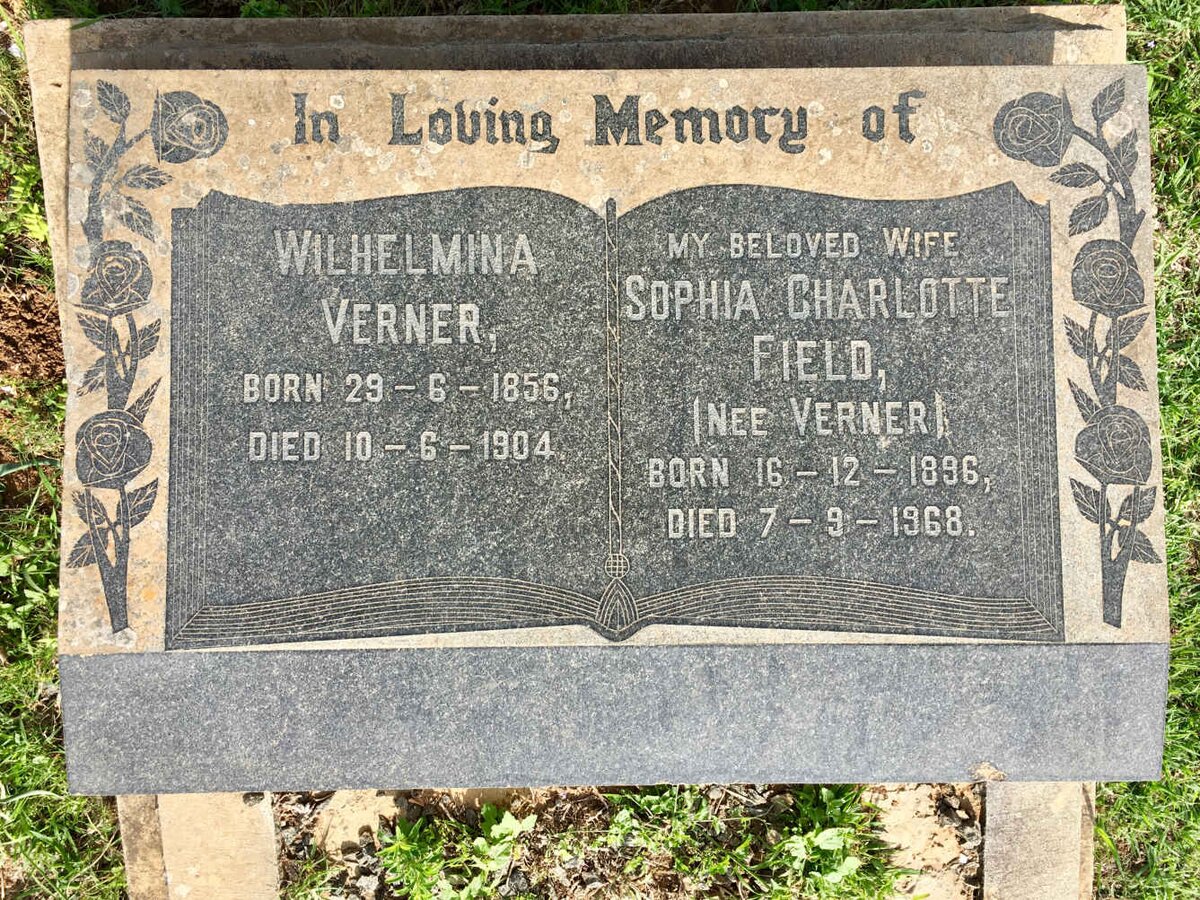 In Loving Memory of
WILHELMINA
VERNER,
BORN 29 – 6 – 1856,
DIED 10 – 6 – 1904.
MY BELOVED WIFE
SOPHIA CHARLOTTE
FIELD,
(NEE VERNER)
BORN 16 – 12 – 1896,
DIED 7 – 9 – 1968.